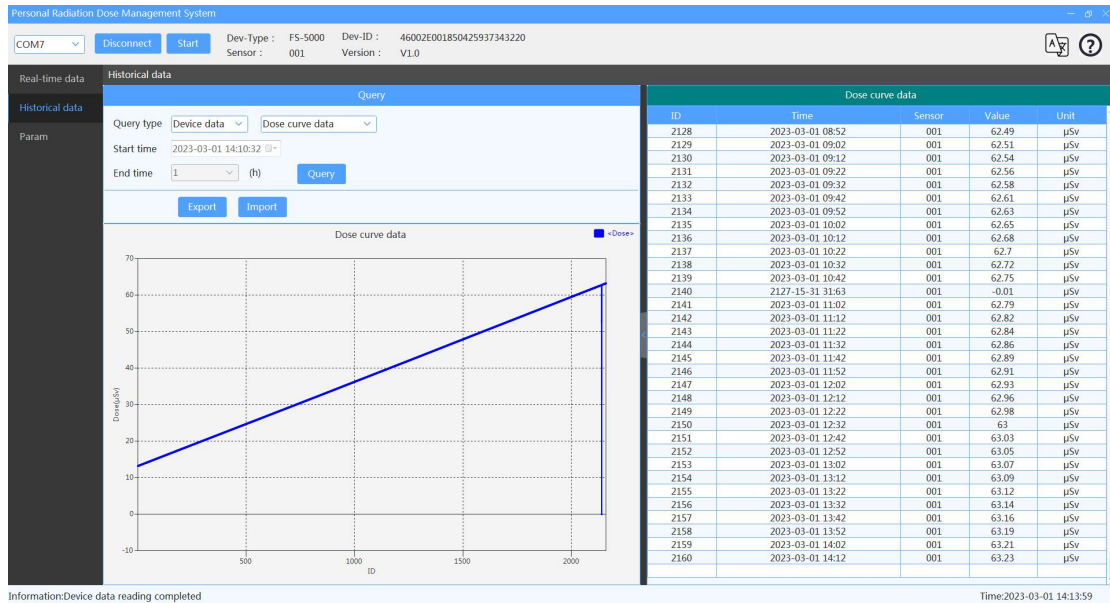 Personal Radiation Dose Management System
COM7 Disconnect Start Dev-Type : FS-5000 Dev-ID : 46002E001850425937343220
Sensor : 001 Version : V1.0
Real-time data
Historical data
Param
Historical data
Query
Query type Device data Dose curve data
Start time 2023-03-01 14:10:32
End time 1 (h) Query
Export Import
Dose curve data <Dose>
70
60
50
40
30
20
10
0
-10
Dose(μSv)
500 1000 1500 2000
ID
Dose curve data
ID Time Sensor Value Unit
2128 2023-03-01 08:52 001 62.49 μSv
2129 2023-03-01 09:02 001 62.51 μSv
2130 2023-03-01 09:12 001 62.54 μSv
2131 2023-03-01 09:22 001 62.56 μSv
2132 2023-03-01 09:32 001 62.58 μSv
2133 2023-03-01 09:42 001 62.61 μSv
2134 2023-03-01 09:52 001 62.63 μSv
2135 2023-03-01 10:02 001 62.65 μSv
2136 2023-03-01 10:12 001 62.68 μSv
2137 2023-03-01 10:22 001 62.7 μSv
2138 2023-03-01 10:32 001 62.72 μSv
2139 2023-03-01 10:42 001 62.75 μSv
2140 2127-15-31 31:63 001 -0.01 μSv
2141 2023-03-01 11:02 001 62.79 μSv
2142 2023-03-01 11:12 001 62.82 μSv
2143 2023-03-01 11:22 001 62.84 μSv
2144 2023-03-01 11:32 001 62.86 μSv
2145 2023-03-01 11:42 001 62.89 μSv
2146 2023-03-01 11:52 001 62.91 μSv
2147 2023-03-01 12:02 001 62.93 μSv
2148 2023-03-01 12:12 001 62.96 μSv
2149 2023-03-01 12:22 001 62.98 μSv
2150 2023-03-01 12:32 001 63 μSv
2151 2023-03-01 12:42 001 63.03 μSv
2152 2023-03-01 12:52 001 63.05 μSv
2153 2023-03-01 13:02 001 63.07 μSv
2154 2023-03-01 13:12 001 63.09 μSv
2155 2023-03-01 13:22 001 63.12 μSv
2156 2023-03-01 13:32 001 63.14 μSv
2157 2023-03-01 13:42 001 63.16 μSv
2158 2023-03-01 13:52 001 63.19 μSv
2159 2023-03-01 14:02 001 63.21 μSv
2160 2023-03-01 14:12 001 63.23 μSv
Information:Device data reading completed Time:2023-03-01 14:13:59